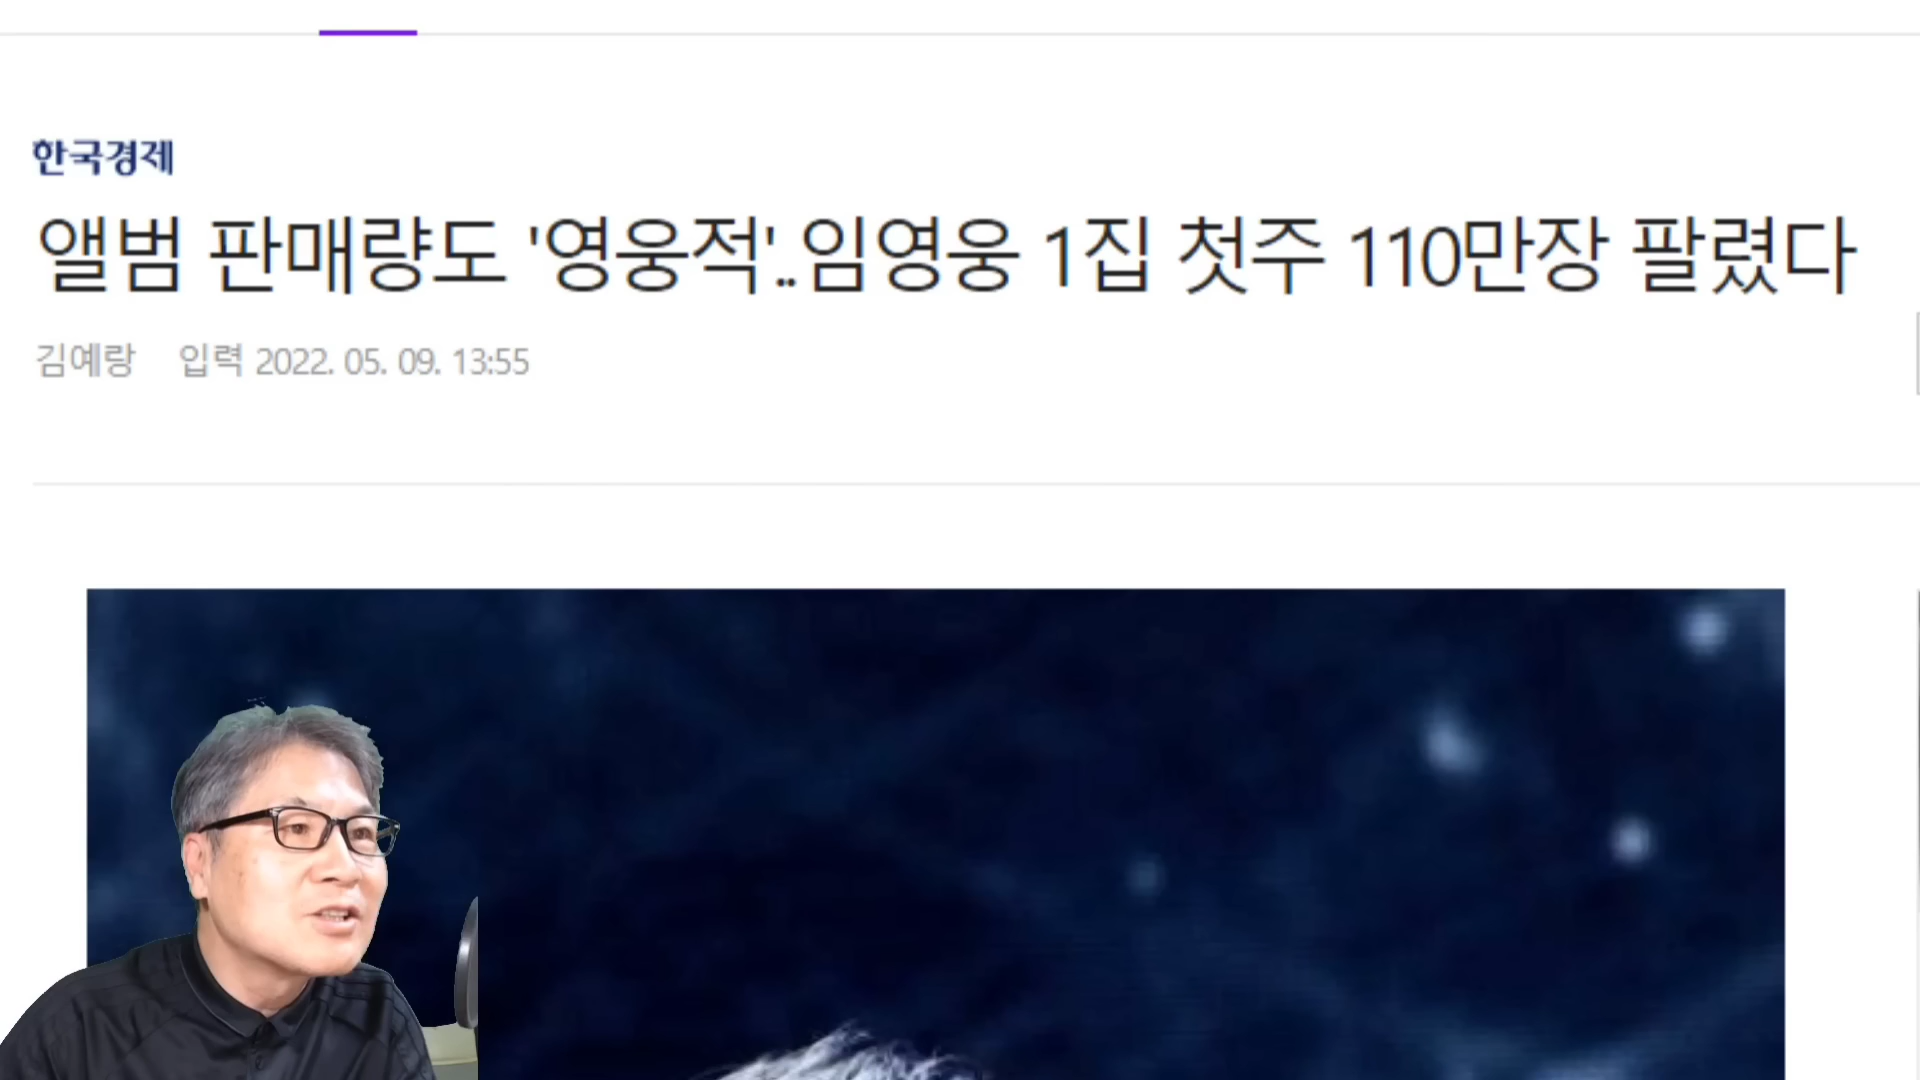 한국경제
앨범 판매량도 '영웅적'..임영웅 1집 첫주 110만장 팔렸다
김예랑 입력 2022. 05. 09. 13:55